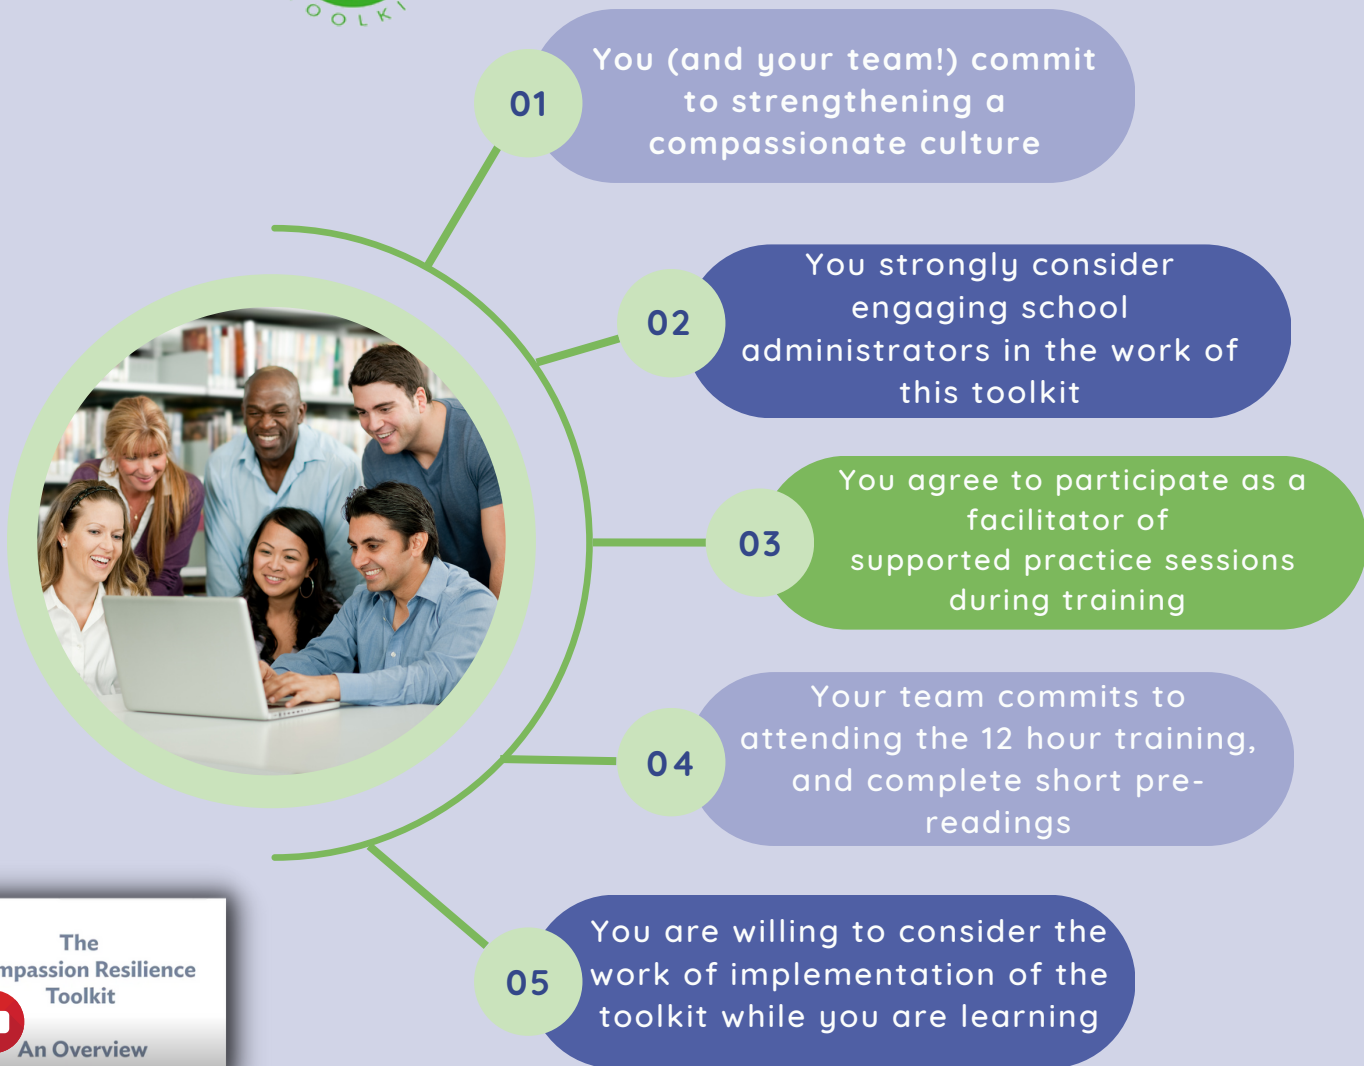 TOOLKI
01
You (and your team!) commit
to strengthening a
compassionate culture
02
You strongly consider
engaging school
administrators in the work of
this toolkit
03
You agree to participate as a
facilitator of
supported practice sessions
during training
04
Your team commits to
attending the 12 hour training,
and complete short pre-
readings
05
You are willing to consider the
work of implementation of the
toolkit while you are learning
The
mpassion Resilience
Toolkit
An Overview